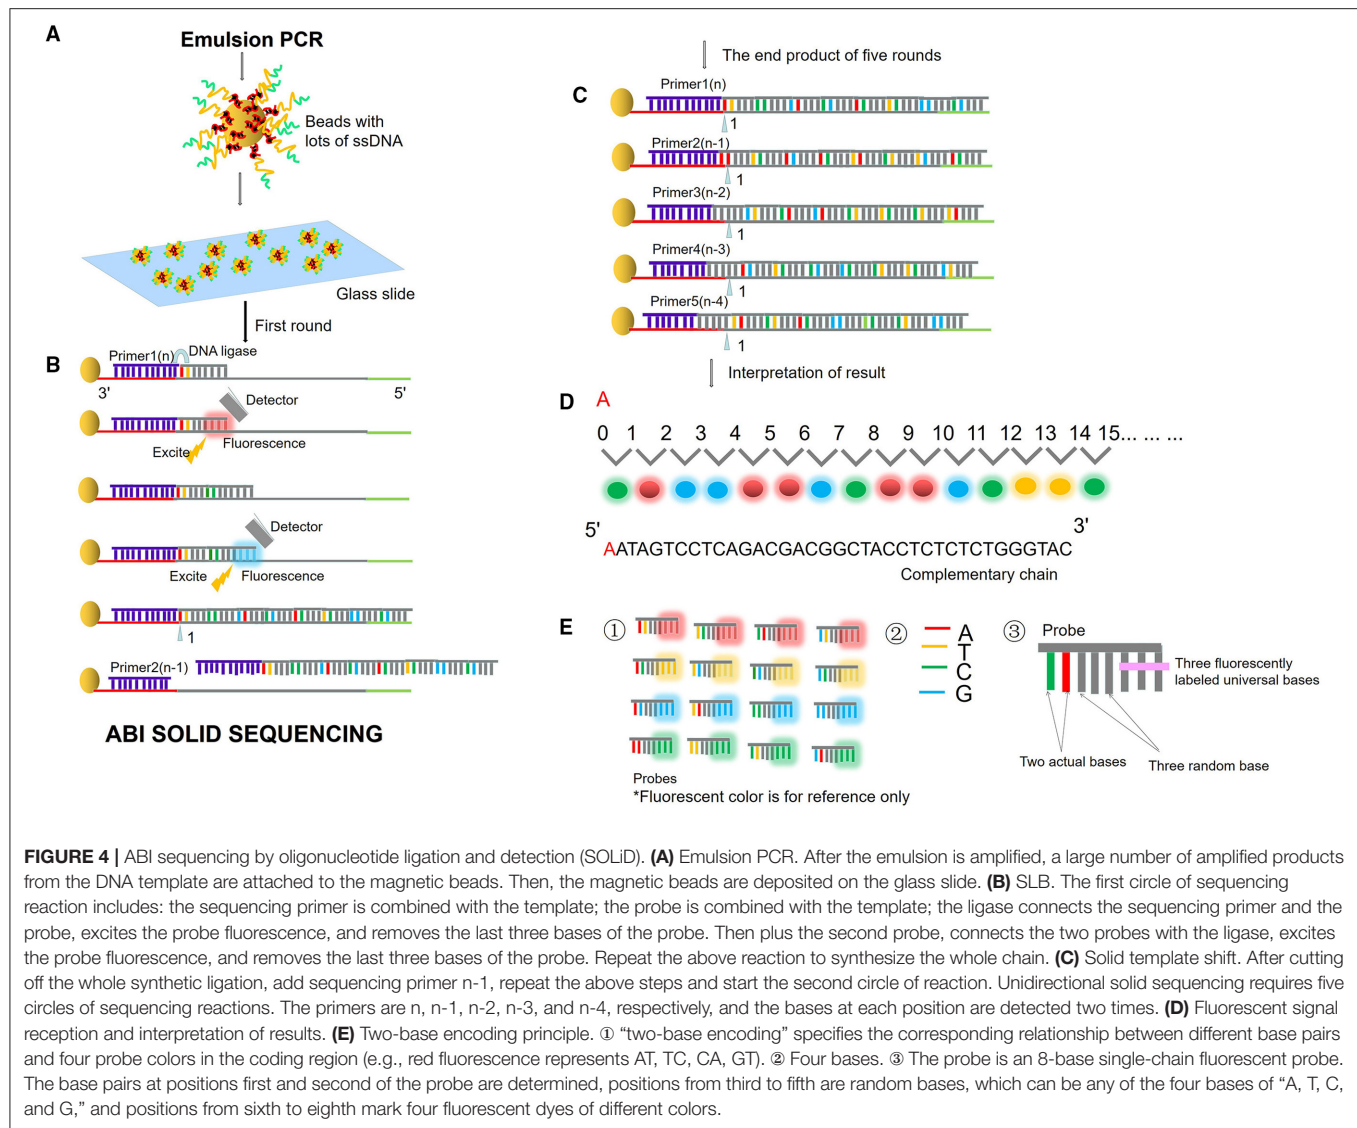 A
Emulsion PCR
Beads with
lots of ssDNA
Glass slide
First round
B
Primer1(n)
DNA ligase
3'
5'
Detector
Excite
Fluorescence
Detector
Excite
Fluorescence
1
Primer2(n-1)
ABI SOLID SEQUENCING
The end product of five rounds
C
Primer1(n)
1
Primer2(n-1)
1
Primer3(n-2)
1
Primer4(n-3)
1
Primer5(n-4)
1
Interpretation of result
D
A
0 1 2 3 4 5 6 7 8 9 10 11 12 13 14 15... ... ...
5'
3'
AATAGTCCTCAGACGACGGCTACCTCTCTCTGGGTAC
Complementary chain
E
①
Probes
*Fluorescent color is for reference only
②
A
T
C
G
③
Probe
Three fluorescently
labeled universal bases
Two actual bases
Three random base
FIGURE 4 | ABI sequencing by oligonucleotide ligation and detection (SOLiD). (A) Emulsion PCR. After the emulsion is amplified, a large number of amplified products
from the DNA template are attached to the magnetic beads. Then, the magnetic beads are deposited on the glass slide. (B) SLB. The first circle of sequencing
reaction includes: the sequencing primer is combined with the template; the probe is combined with the template; the ligase connects the sequencing primer and the
probe, excites the probe fluorescence, and removes the last three bases of the probe. Then plus the second probe, connects the two probes with the ligase, excites
the probe fluorescence, and removes the last three bases of the probe. Repeat the above reaction to synthesize the whole chain. (C) Solid template shift. After cutting
off the whole synthetic ligation, add sequencing primer n-1, repeat the above steps and start the second circle of reaction. Unidirectional solid sequencing requires five
circles of sequencing reactions. The primers are n, n-1, n-2, n-3, and n-4, respectively, and the bases at each position are detected two times. (D) Fluorescent signal
reception and interpretation of results. (E) Two-base encoding principle. ① “two-base encoding” specifies the corresponding relationship between different base pairs
and four probe colors in the coding region (e.g., red fluorescence represents AT, TC, CA, GT). ② Four bases. ③ The probe is an 8-base single-chain fluorescent probe.
The base pairs at positions first and second of the probe are determined, positions from third to fifth are random bases, which can be any of the four bases of “A, T, C,
and G,” and positions from sixth to eighth mark four fluorescent dyes of different colors.